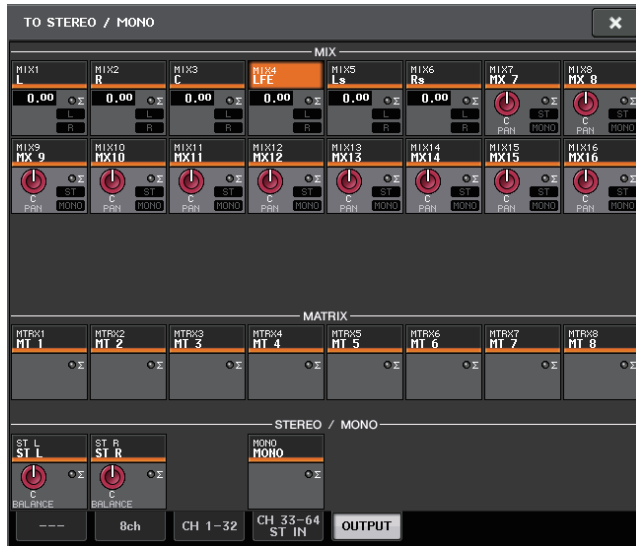 TO STEREO / MONO
MIX
MIX1 MIX2 MIX3 MIX4 MIX5 MIX6 MIX7 MIX8
L R C LFE Ls Rs MX 7 MX 8
0.00 Σ 0.00 Σ 0.00 Σ 0.00 Σ 0.00 Σ 0.00 Σ Σ Σ
L L L L L L C ST C ST
R R R R R R PAN MONO PAN MONO
MIX9 MIX10 MIX11 MIX12 MIX13 MIX14 MIX15 MIX16
MX 9 MX10 MX11 MX12 MX13 MX14 MX15 MX16
Σ Σ Σ Σ Σ Σ Σ Σ
C ST C ST C ST C ST C ST C ST C ST C ST
PAN MONO PAN MONO PAN MONO PAN MONO PAN MONO PAN MONO PAN MONO PAN MONO
MATRIX
MTRX1 MTRX2 MTRX3 MTRX4 MTRX5 MTRX6 MTRX7 MTRX8
MT 1 MT 2 MT 3 MT 4 MT 5 MT 6 MT 7 MT 8
Σ Σ Σ Σ Σ Σ Σ Σ
STEREO / MONO
ST L ST R MONO
ST L ST R MONO
Σ Σ Σ
C C
BALANCE BALANCE
--- 8ch CH 1-32 CH 33-64 ST IN OUTPUT